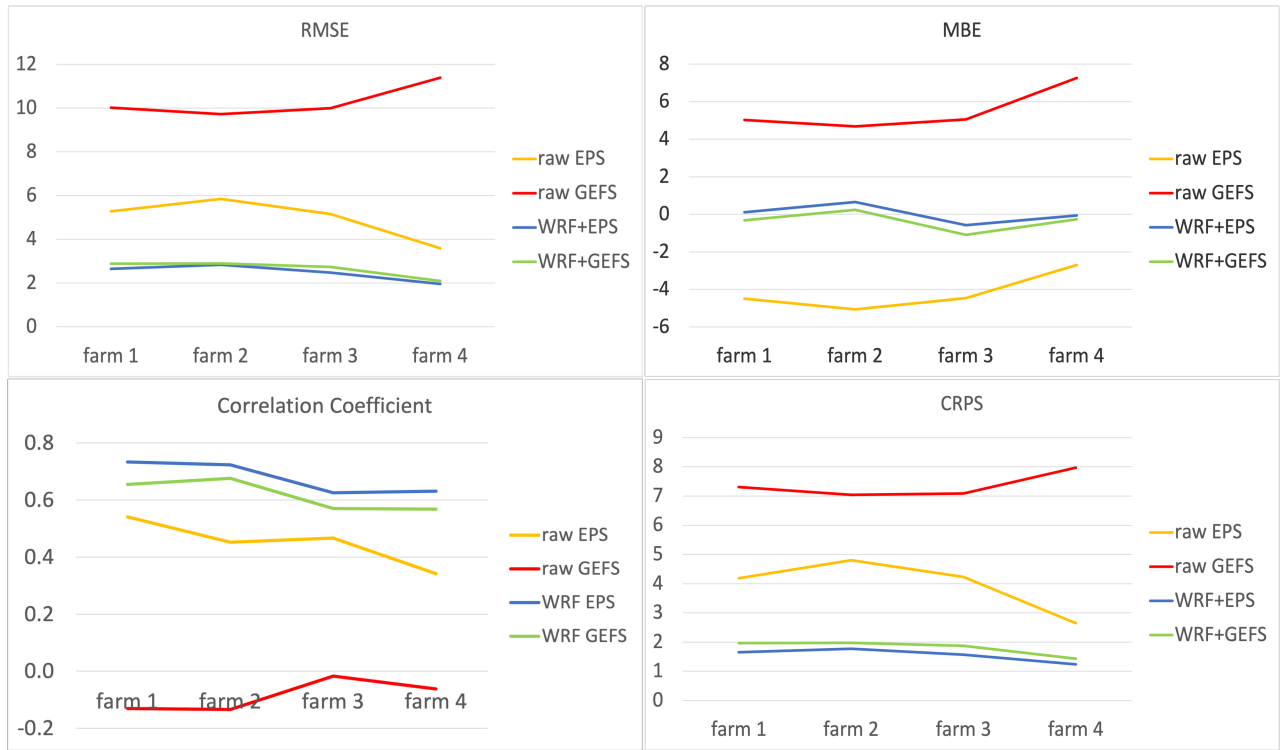 RMSE
12
10
8
6
4
2
0
farm 1 farm 2 farm 3 farm 4
raw EPS
raw GEFS
WRF+EPS
WRF+GEFS
MBE
8
6
4
2
0
-2
-4
-6
farm 1 farm 2 farm 3 farm 4
raw EPS
raw GEFS
WRF+EPS
WRF+GEFS
Correlation Coefficient
0.8
0.6
0.4
0.2
0.0
-0.2
farm 1 farm 2 farm 3 farm 4
raw EPS
raw GEFS
WRF EPS
WRF GEFS
CRPS
9
8
7
6
5
4
3
2
1
0
farm 1 farm 2 farm 3 farm 4
raw EPS
raw GEFS
WRF+EPS
WRF+GEFS